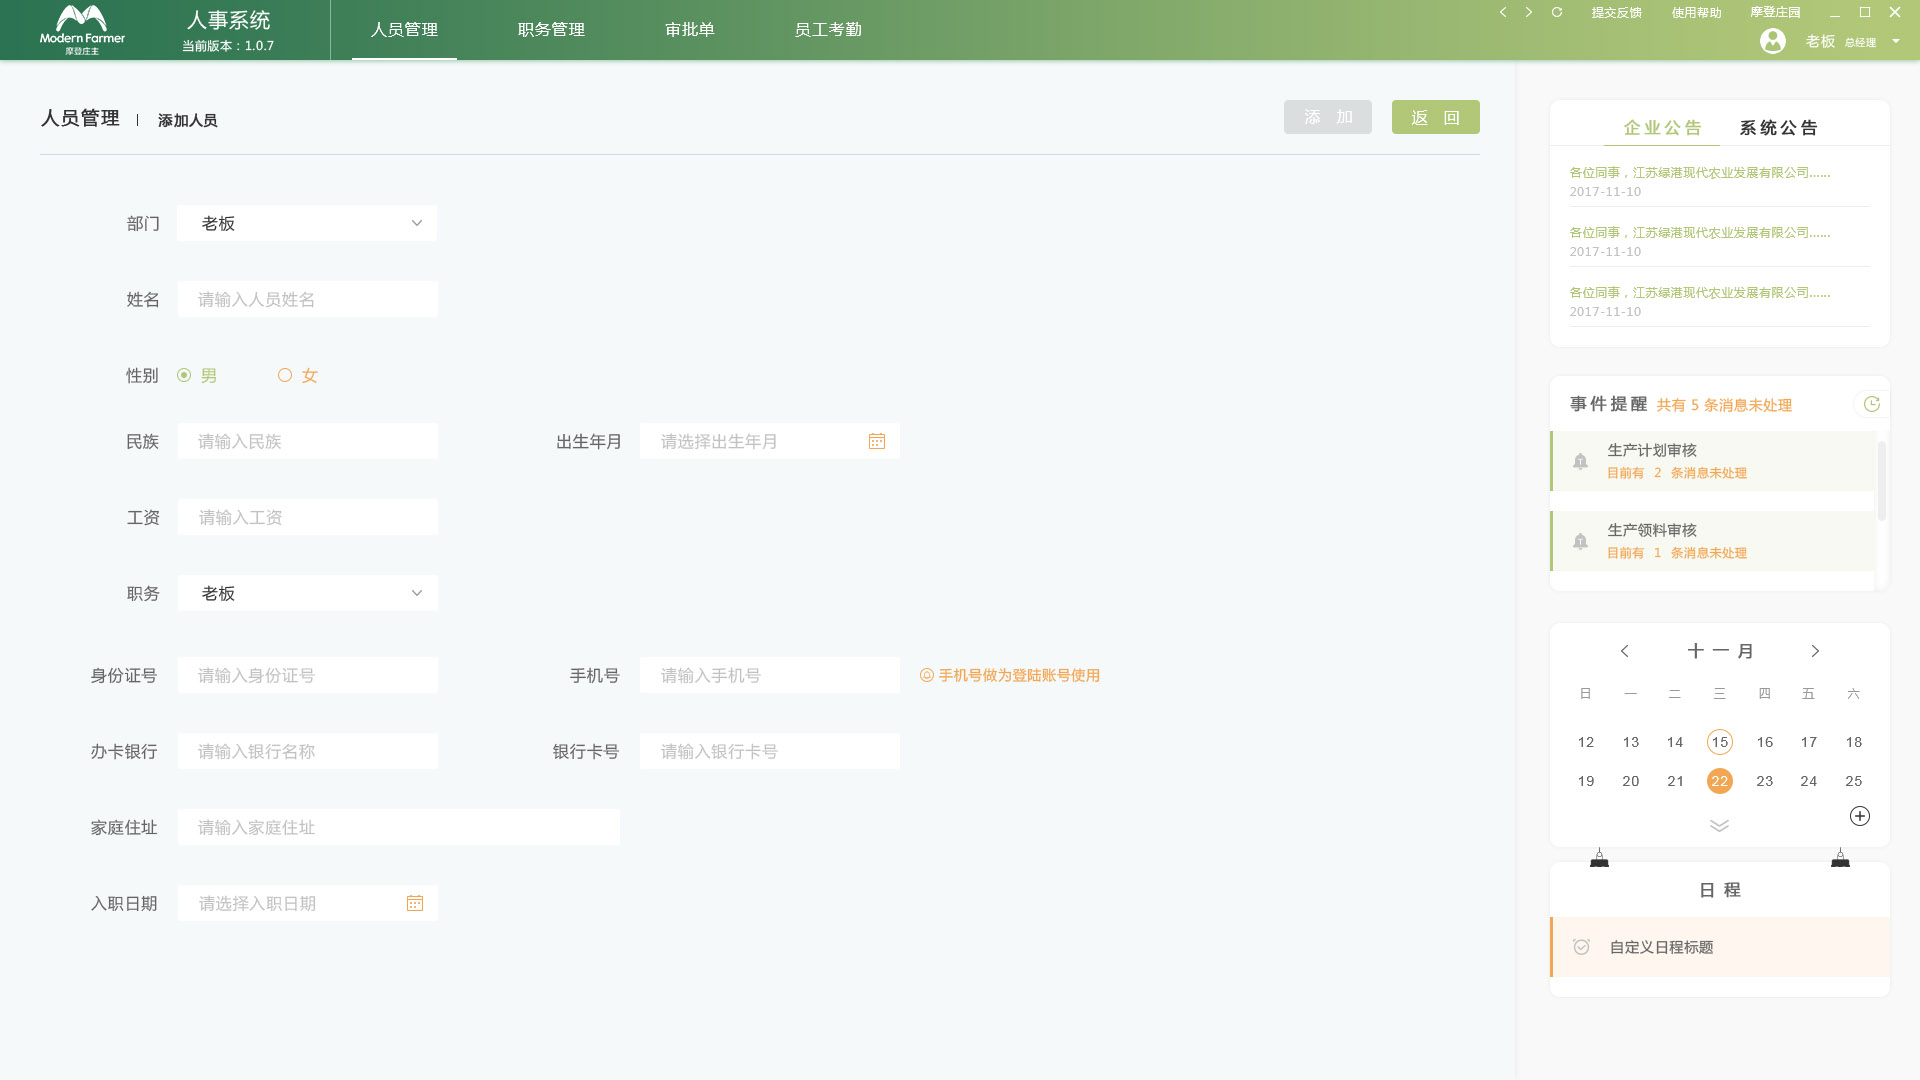 Modern Farmer
摩登庄主
人事系统
当前版本：1.0.7
人员管理
职务管理
审批单
员工考勤
提交反馈
使用帮助
摩登庄园
老板 总经理
人员管理 | 添加人员
添 加
返 回
部门 老板
姓名 请输入人员姓名
性别 男 女
民族 请输入民族
出生年月 请选择出生年月
工资 请输入工资
职务 老板
身份证号 请输入身份证号
手机号 请输入手机号
手机号做为登陆账号使用
办卡银行 请输入银行名称
银行卡号 请输入银行卡号
家庭住址 请输入家庭住址
入职日期 请选择入职日期
企业公告 系统公告
各位同事，江苏绿港现代农业发展有限公司......
2017-11-10
各位同事，江苏绿港现代农业发展有限公司......
2017-11-10
各位同事，江苏绿港现代农业发展有限公司......
2017-11-10
事件提醒 共有 5 条消息未处理
生产计划审核
目前有 2 条消息未处理
生产领料审核
目前有 1 条消息未处理
十一月
日 一 二 三 四 五 六
12 13 14 15 16 17 18
19 20 21 22 23 24 25
日程
自定义日程标题